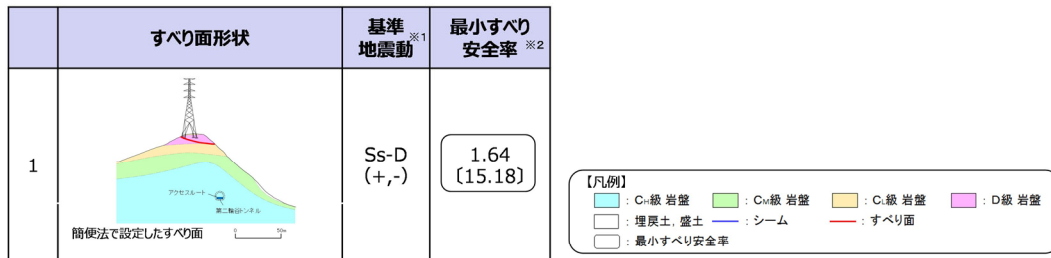 すべり面形状
基準
地震動 ※1
最小すべり
安全率 ※2
1
アクセスルート
第二輪谷トンネル
簡便法で設定したすべり面
0 50m
Ss-D
(+,-)
1.64
〔15.18〕
【凡例】
: CH級 岩盤 : CM級 岩盤 : CL級 岩盤 : D級 岩盤
: 埋戻土, 盛土 : シーム : すべり面
: 最小すべり安全率